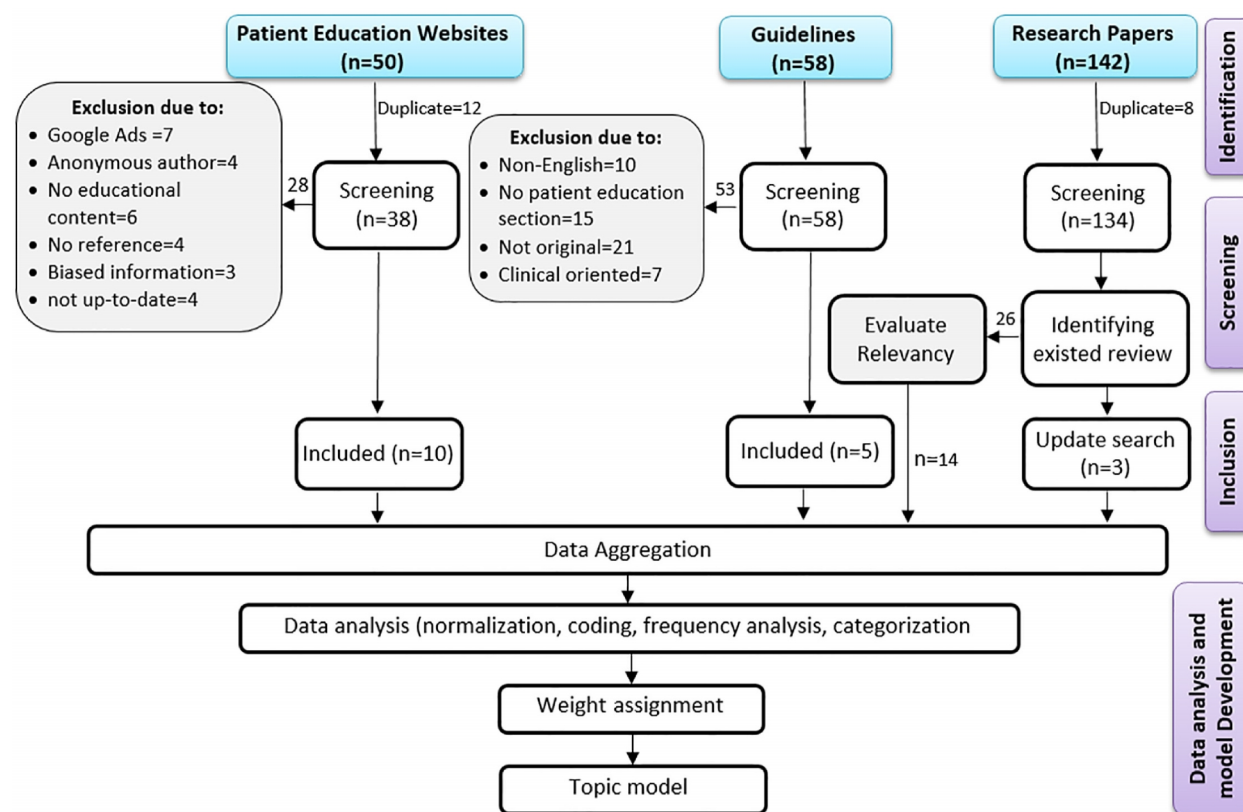 Patient Education Websites
(n=50)
Guidelines
(n=58)
Research Papers
(n=142)
Identification
Duplicate=12
Duplicate=8
Exclusion due to:
• Google Ads =7
• Anonymous author=4
• No educational
content=6
• No reference=4
• Biased information=3
• not up-to-date=4
28
Screening
(n=38)
Exclusion due to:
• Non-English=10
• No patient education
section=15
• Not original=21
• Clinical oriented=7
53
Screening
(n=58)
Screening
(n=134)
Screening
Evaluate
Relevancy
26
Identifying
existed review
Included (n=10)
Included (n=5)
n=14
Update search
(n=3)
Inclusion
Data Aggregation
Data analysis (normalization, coding, frequency analysis, categorization
Weight assignment
Topic model
Data analysis and
model Development